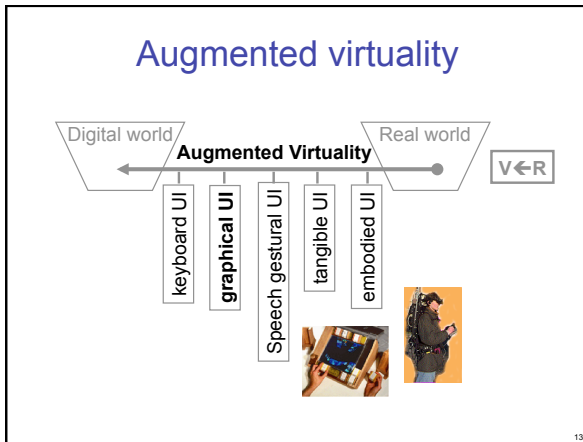 Augmented virtuality
Digital world
Real world
Augmented Virtuality
V←R
keyboard UI
graphical UI
Speech gestural UI
tangible UI
embodied UI
13